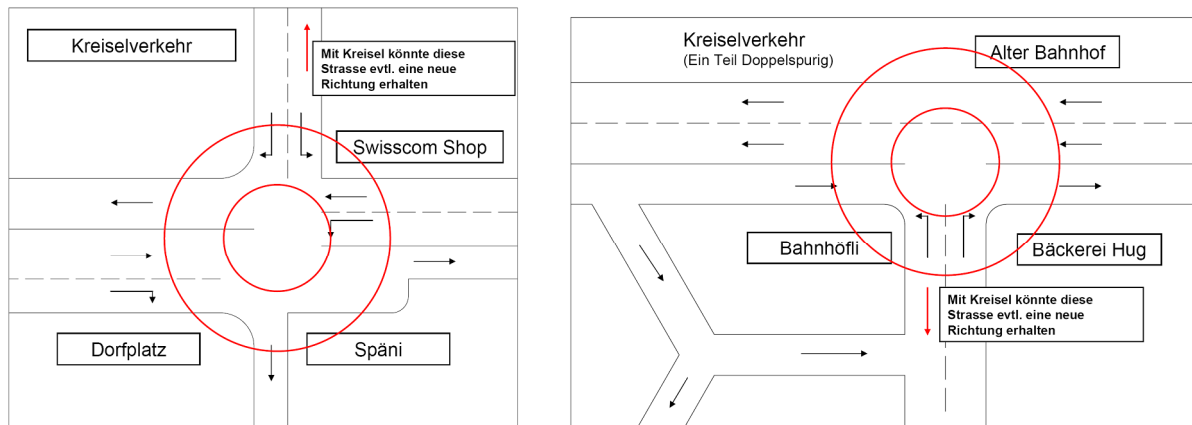 Kreiselverkehr
Mit Kreisel könnte diese
Strasse evtl. eine neue
Richtung erhalten
Swisscom Shop
Dorfplatz
Späni
Kreiselverkehr
(Ein Teil Doppelspurig)
Alter Bahnhof
Bahnhöfli
Bäckerei Hug
Mit Kreisel könnte diese
Strasse evtl. eine neue
Richtung erhalten